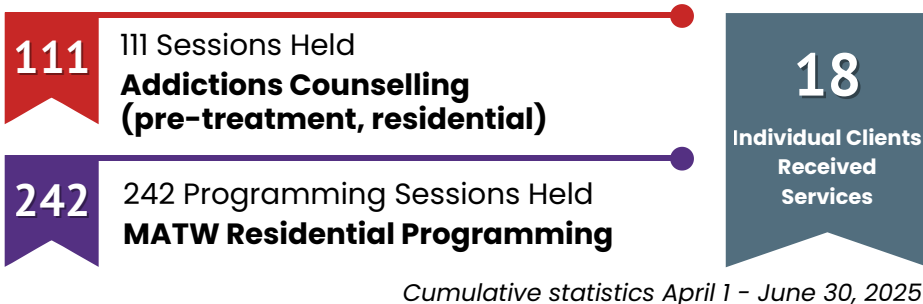 111
111 Sessions Held
Addictions Counselling
(pre-treatment, residential)
242
242 Programming Sessions Held
MATW Residential Programming
18
Individual Clients
Received
Services
Cumulative statistics April 1 - June 30, 2025